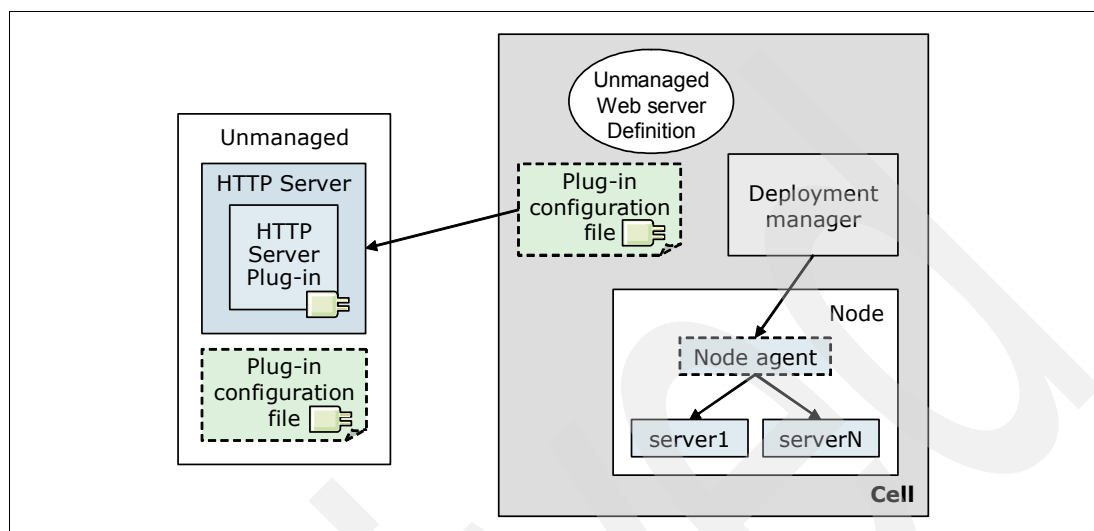 Unmanaged
HTTP Server
HTTP
Server
Plug-in
Plug-in
configuration
file
Unmanaged
Web server
Definition
Plug-in
configuration
file
Deployment
manager
Node
Node agent
server1
serverN
Cell